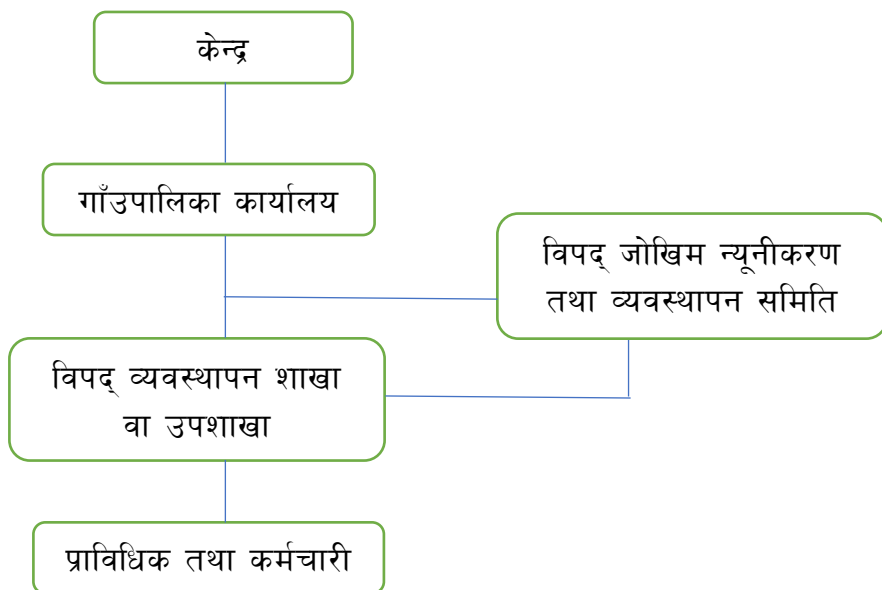 केन्द्र
गाँउपालिका कार्यालय
विपद् जोखिम न्यूनीकरण
तथा व्यवस्थापन समिति
विपद् व्यवस्थापन शाखा
वा उपशाखा
प्राविधिक तथा कर्मचारी